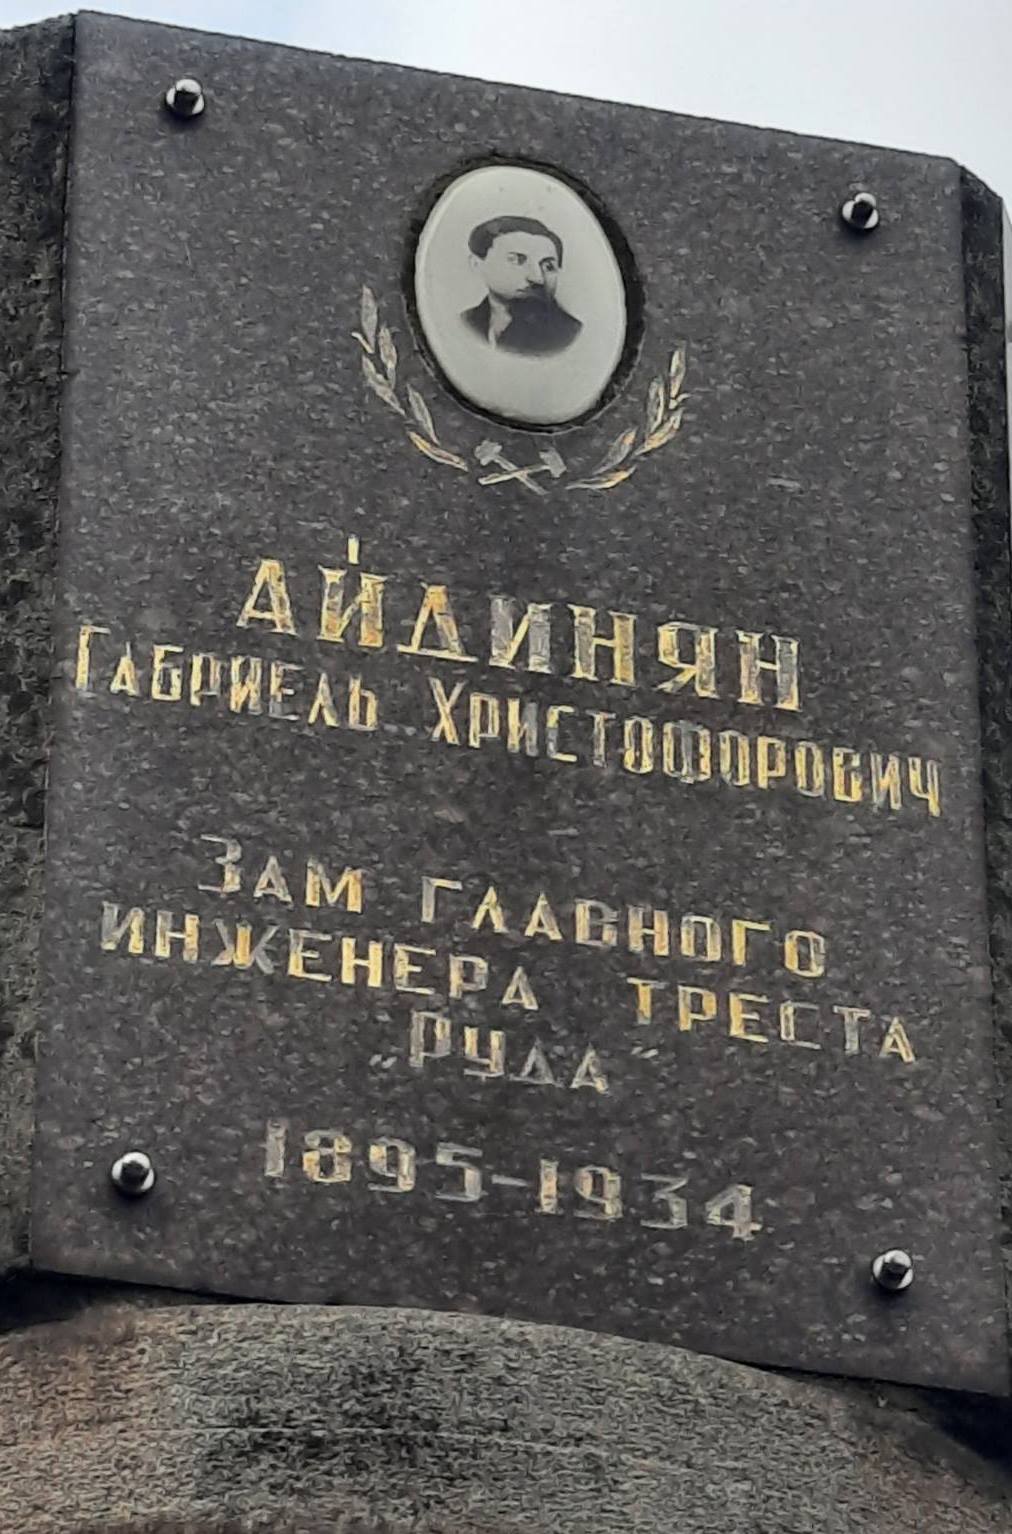 АЙДИНЯН
ГАБРИЕЛЬ ХРИСТОФОРОВИЧ
ЗАМ ГЛАВНОГО
ИНЖЕНЕРА ТРЕСТА
„РУДА"
1895-1934